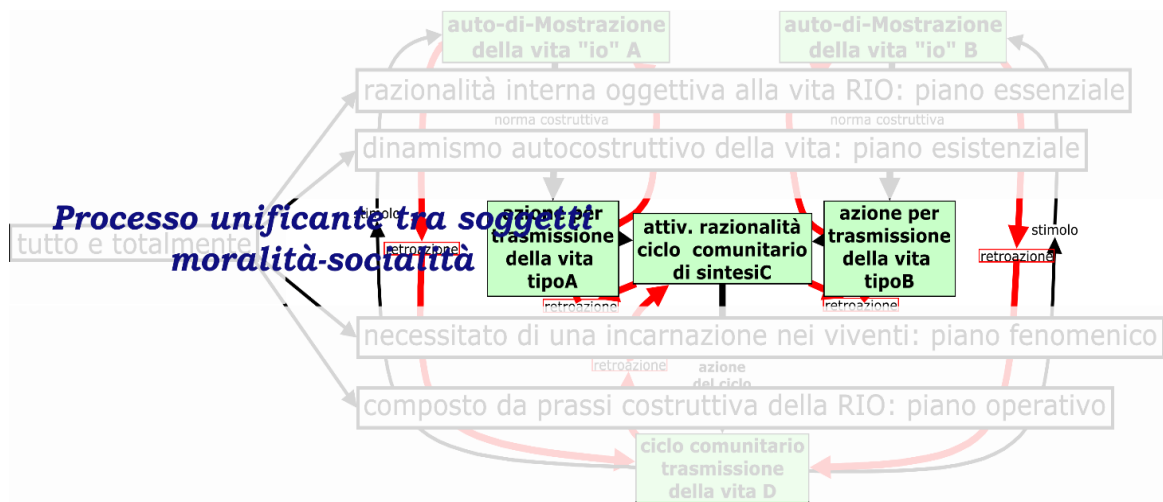 auto-di-Mostrazione
della vita "io" A
auto-di-Mostrazione
della vita "io" B
razionalità interna oggettiva alla vita RIO: piano essenziale
norma costruttiva
norma costruttiva
dinamismo autocostruttivo della vita: piano esistenziale
Processo unificante tra soggetti
moralità-socialità
tutto e totalmente
stimolo
retroazione
azione per
trasmissione
della vita
tipoA
attiv. razionalità
ciclo comunitario
di sintesiC
azione per
trasmissione
della vita
tipoB
stimolo
retroazione
retroazione
retroazione
necessitato di una incarnazione nei viventi: piano fenomenico
retroazione
azione
del ciclo
composto da prassi costruttiva della RIO: piano operativo
ciclo comunitario
trasmissione
della vita D